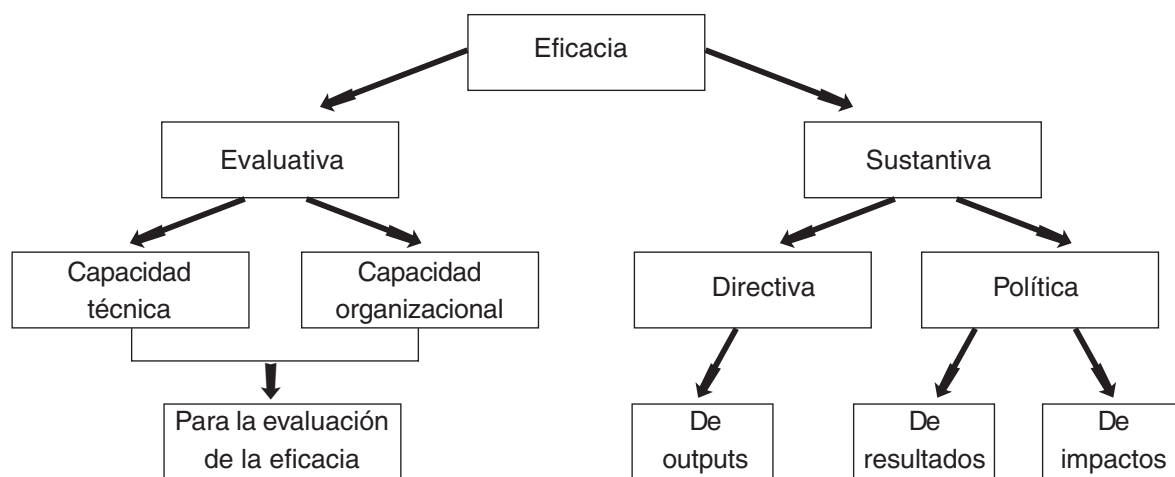 Eficacia
Evaluativa
Sustantiva
Capacidad
técnica
Capacidad
organizacional
Directiva
Política
Para la evaluación
de la eficacia
De
outputs
De
resultados
De
impactos